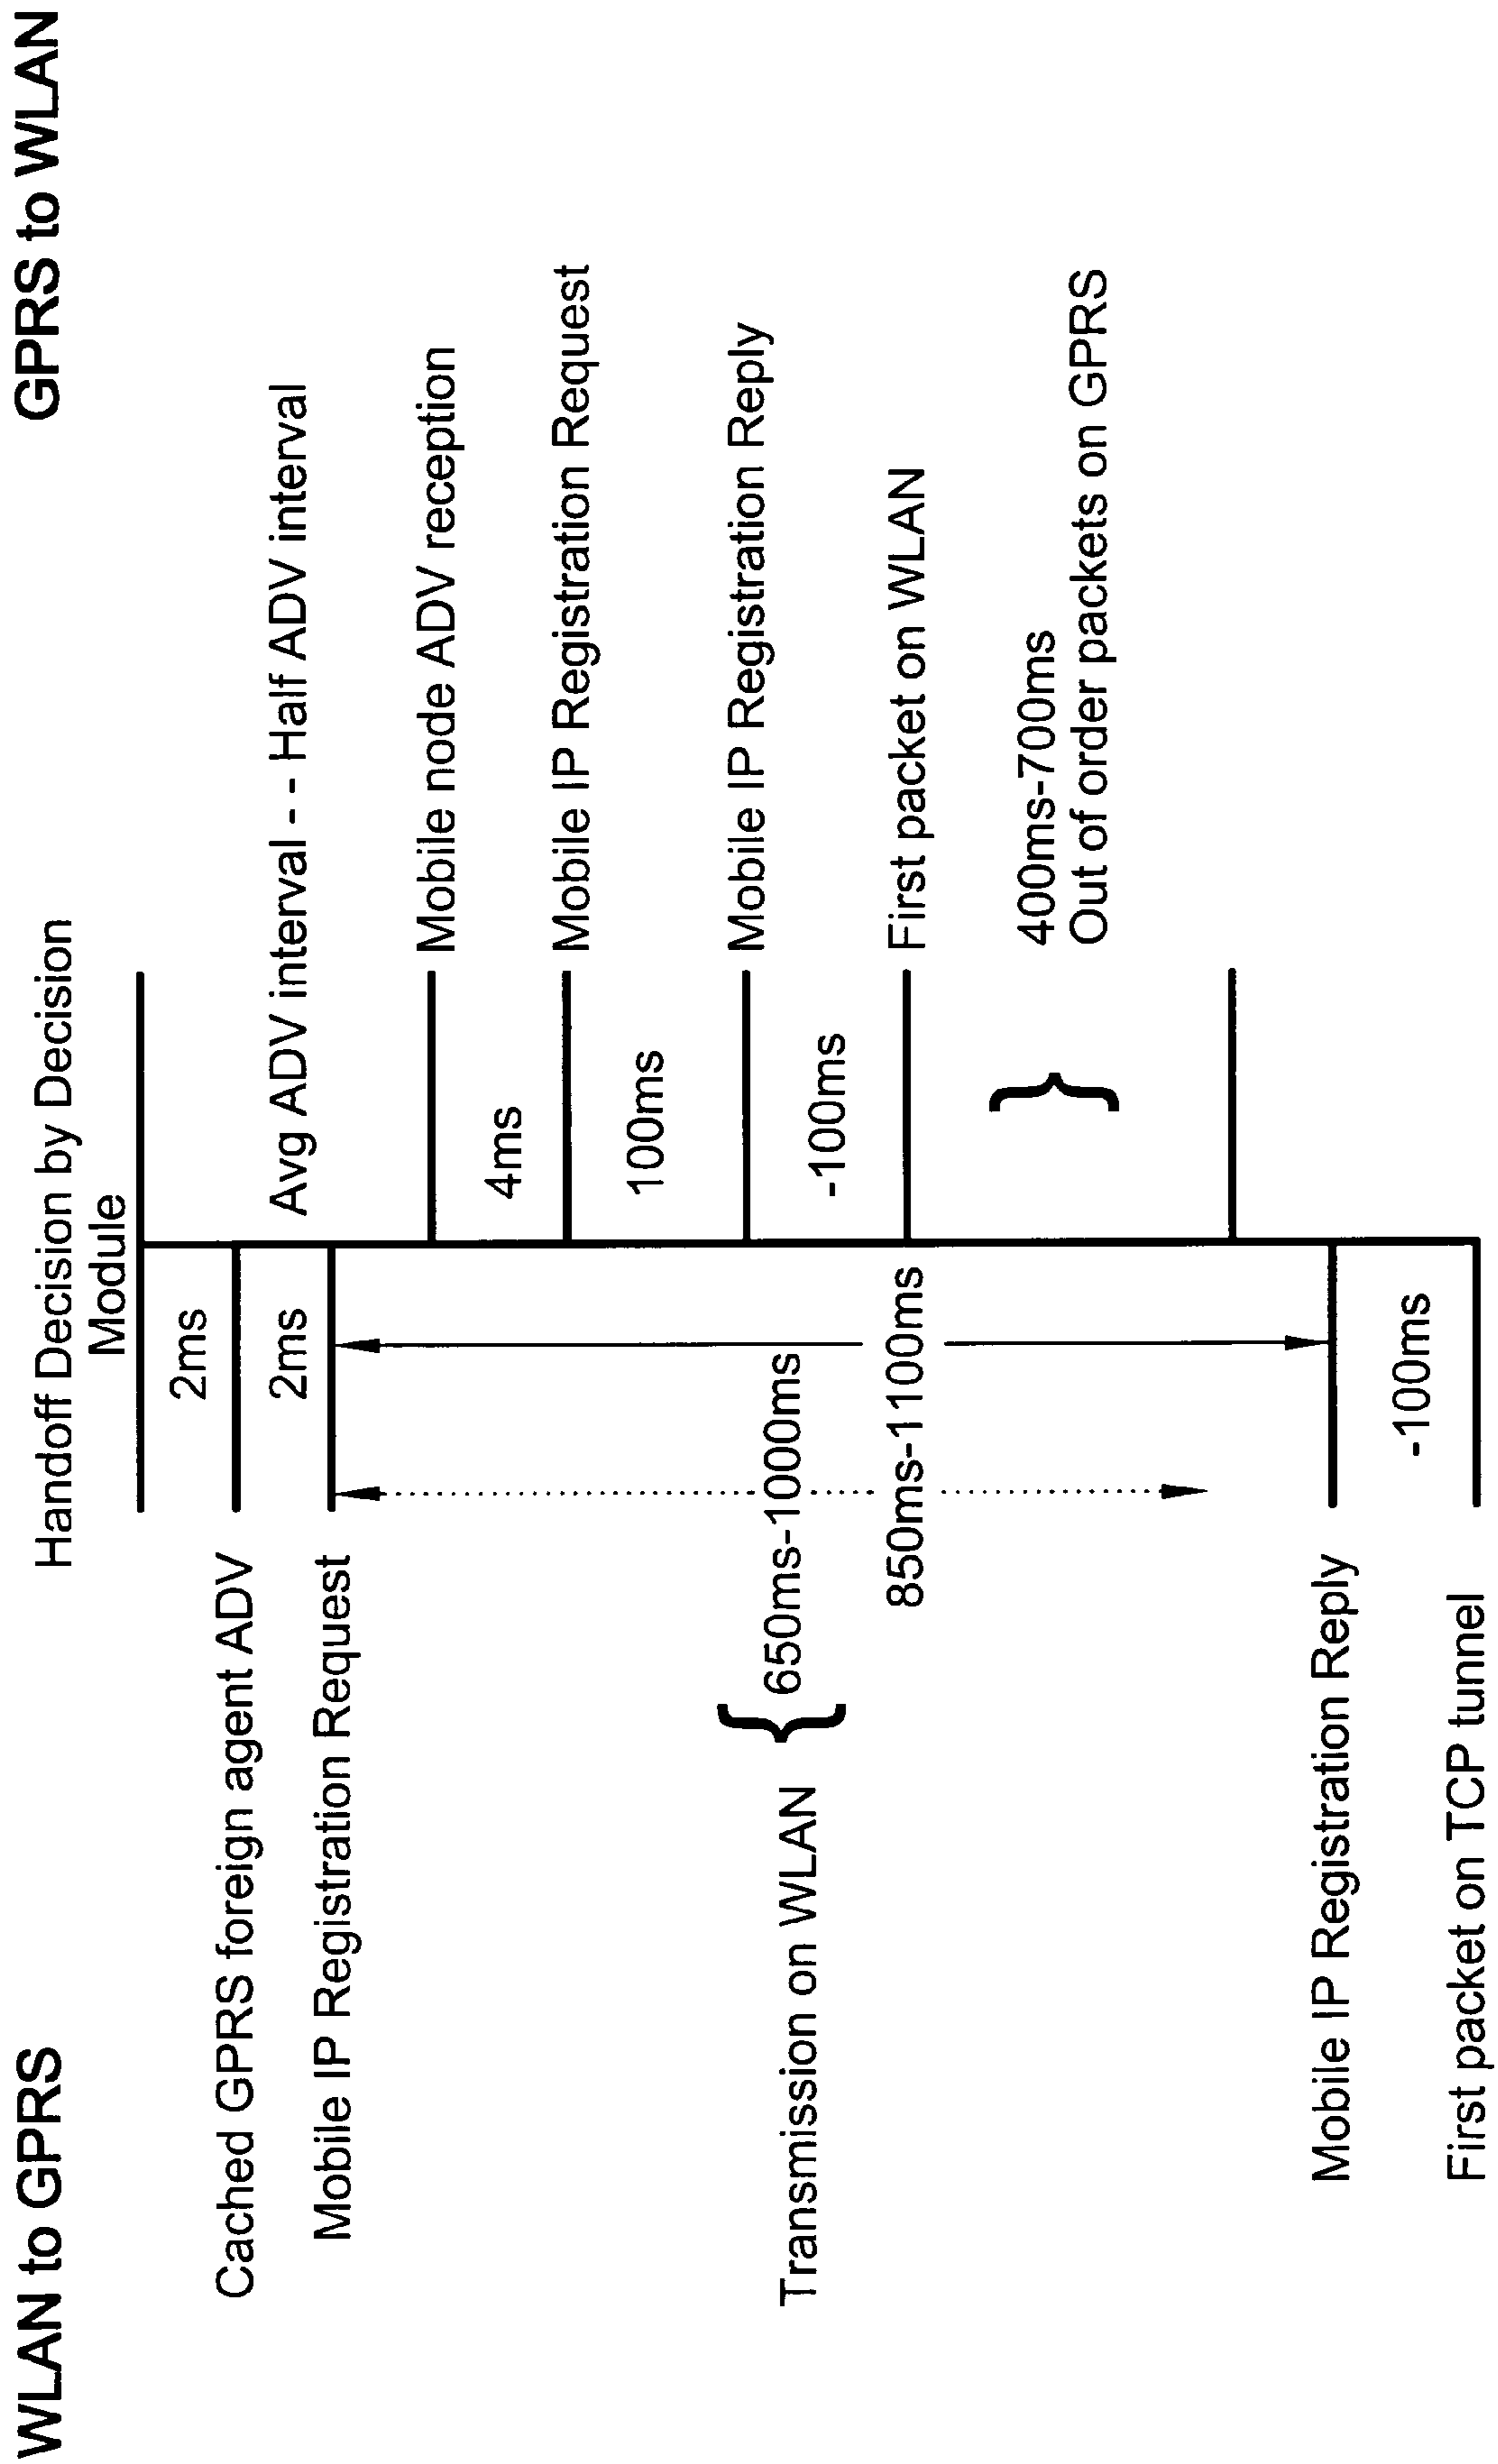 WLAN to GPRS
GPRS to WLAN
Handoff Decision by Decision
Module
2ms
Cached GPRS foreign agent ADV
2ms
Avg ADV interval - - Half ADV interval
Mobile IP Registration Request
Mobile node ADV reception
4ms
Mobile IP Registration Request
100ms
Mobile IP Registration Reply
Transmission on WLAN
650ms-1000ms
-100ms
850ms-1100ms
First packet on WLAN
400ms-700ms
Out of order packets on GPRS
Mobile IP Registration Reply
-100ms
First packet on TCP tunnel